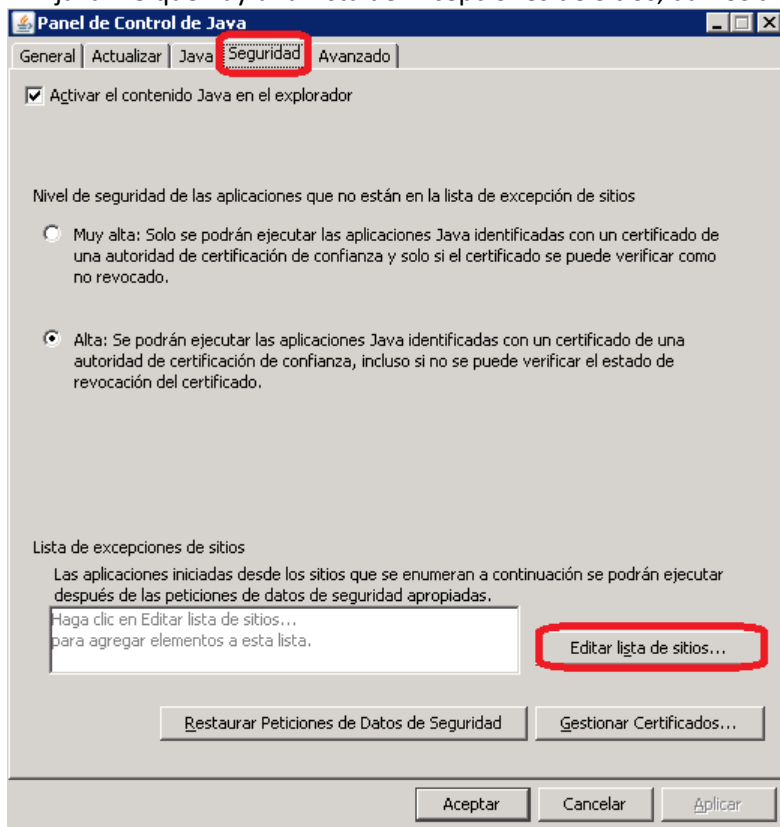 Panel de Control de Java
General Actualizar Java Seguridad Avanzado
Activar el contenido Java en el explorador
Nivel de seguridad de las aplicaciones que no están en la lista de excepción de sitios
Muy alta: Solo se podrán ejecutar las aplicaciones Java identificadas con un certificado de
una autoridad de certificación de confianza y solo si el certificado se puede verificar como
no revocado.
Alta: Se podrán ejecutar las aplicaciones Java identificadas con un certificado de una
autoridad de certificación de confianza, incluso si no se puede verificar el estado de
revocación del certificado.
Lista de excepciones de sitios
Las aplicaciones iniciadas desde los sitios que se enumeran a continuación se podrán ejecutar
después de las peticiones de datos de seguridad apropiadas.
Haga clic en Editar lista de sitios...
para agregar elementos a esta lista.
Editar lista de sitios...
Restaurar Peticiones de Datos de Seguridad Gestionar Certificados...
Aceptar Cancelar Aplicar